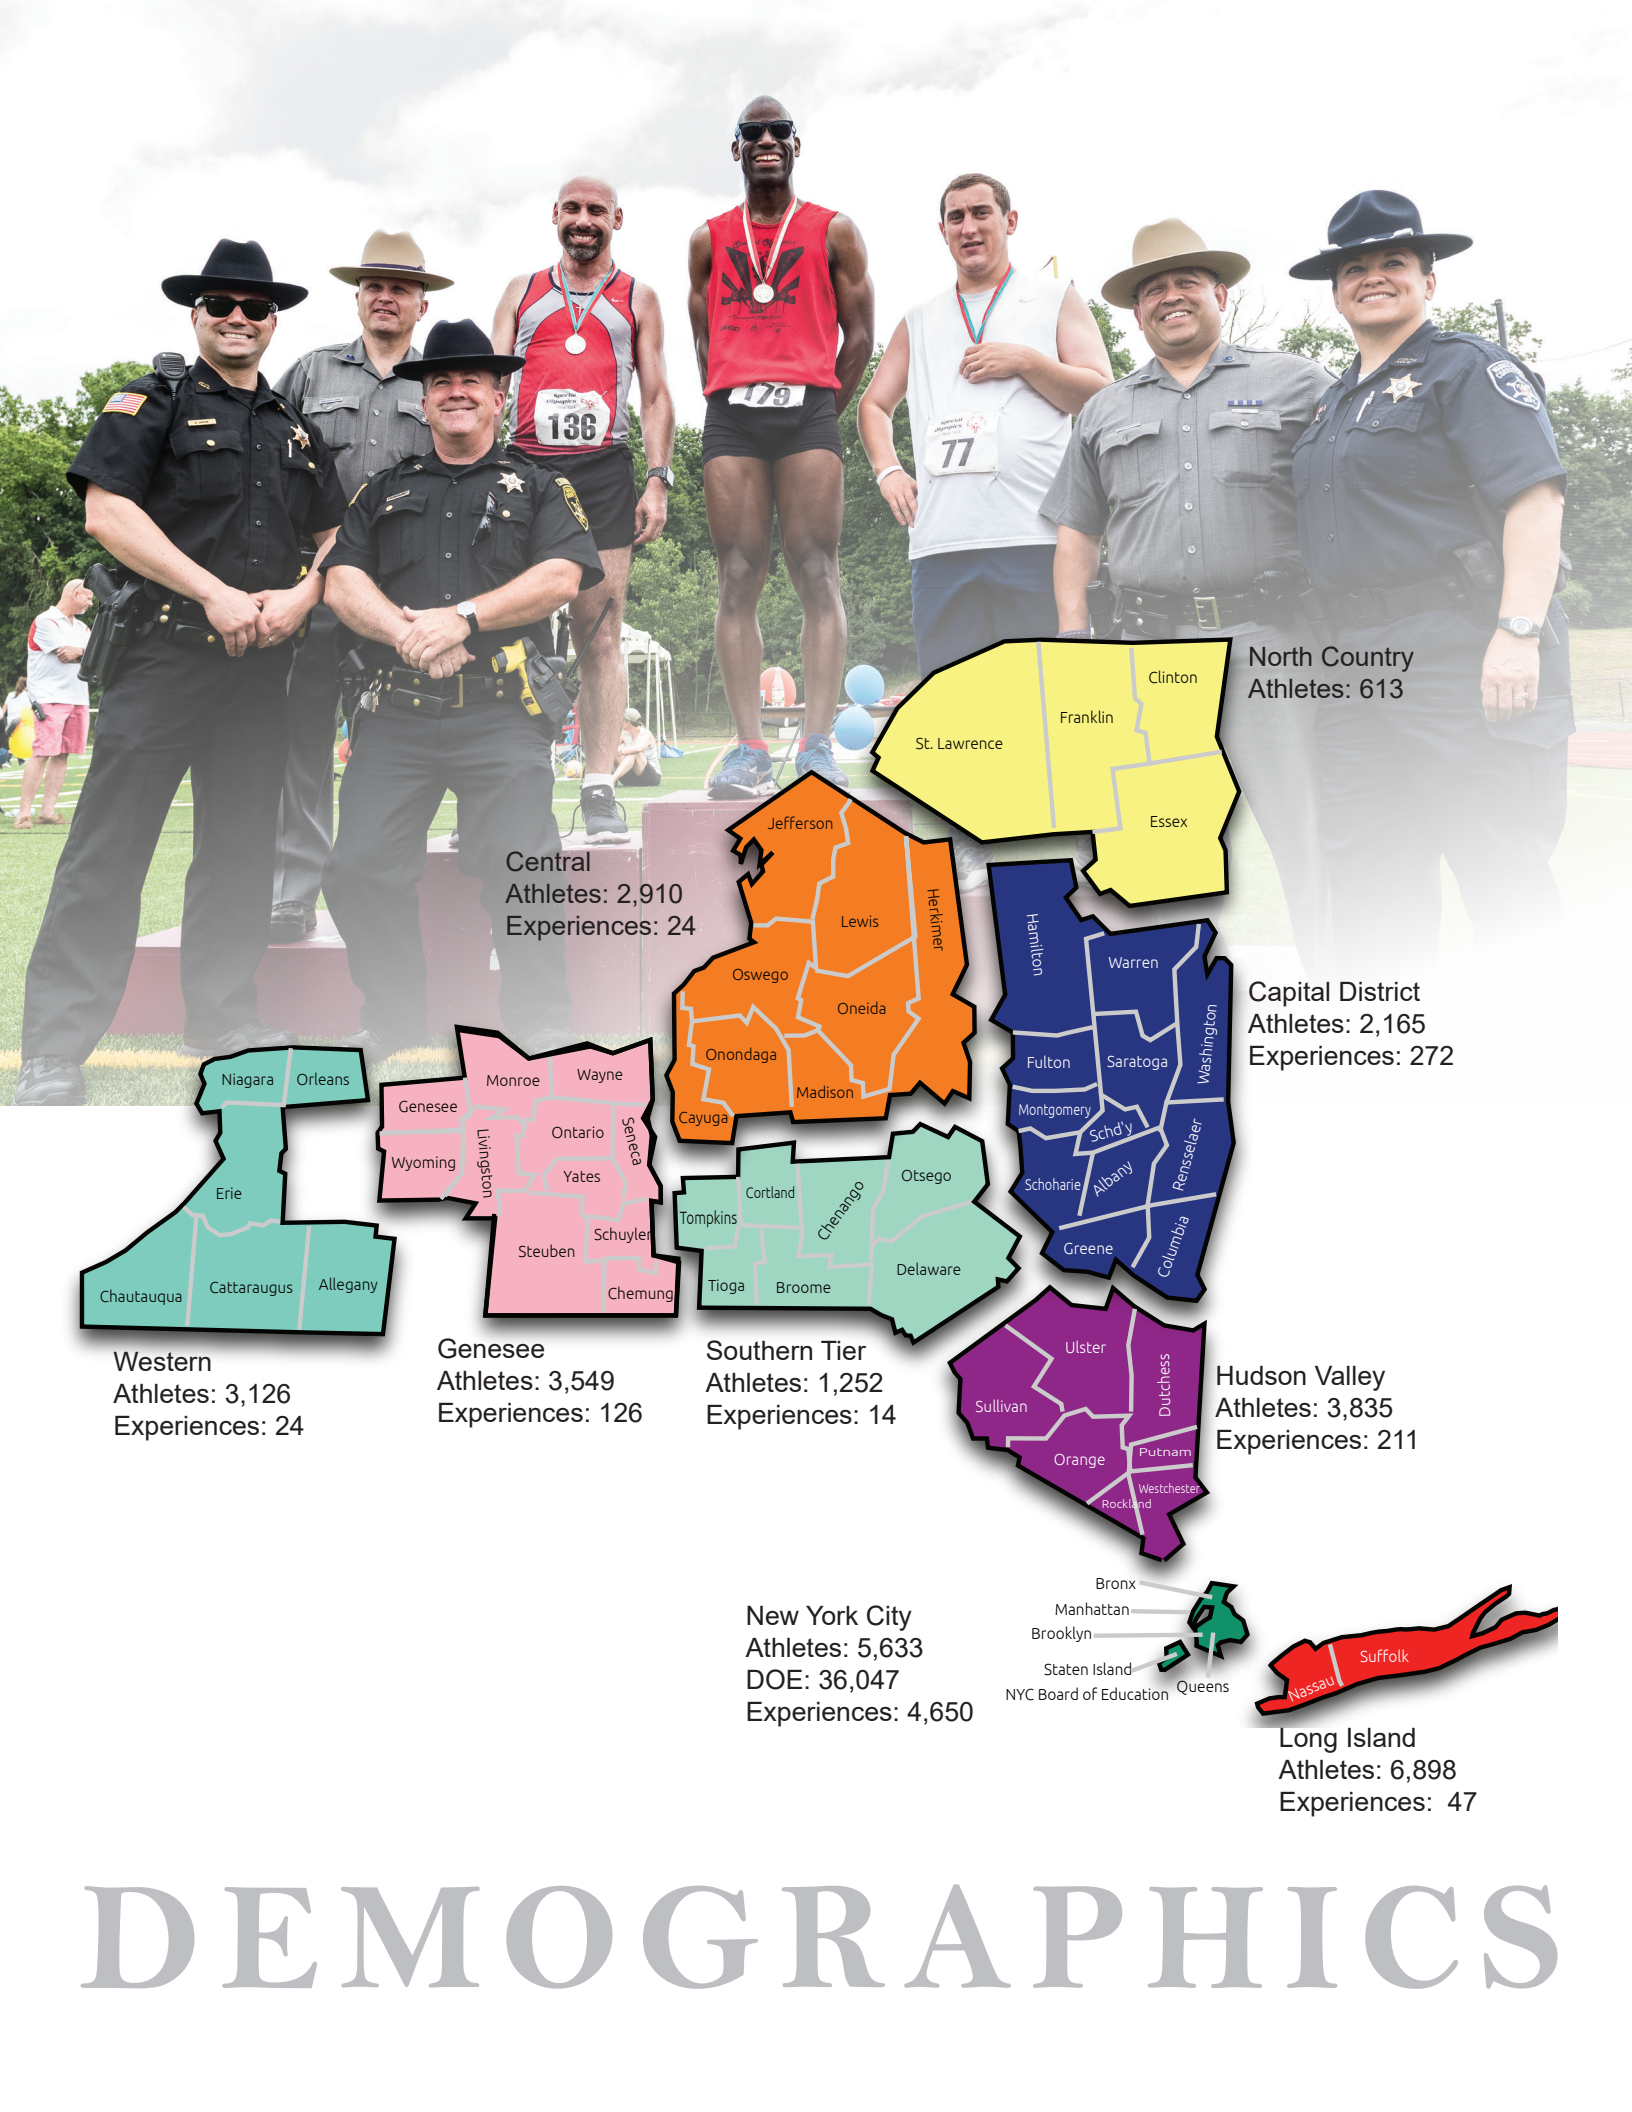 Special
Olympics
136
179
Special
Olympics
77
North Country
Athletes: 613
Clinton
Franklin
St. Lawrence
Essex
Central
Athletes: 2,910
Experiences: 24
Jefferson
Lewis
Herkimer
Oswego
Oneida
Onondaga
Madison
Cayuga
Hamilton
Warren
Washington
Fulton
Saratoga
Montgomery
Schd'y
Rensselaer
Schoharie
Albany
Greene
Columbia
Capital District
Athletes: 2,165
Experiences: 272
Niagara
Orleans
Erie
Chautauqua
Cattaraugus
Allegany
Western
Athletes: 3,126
Experiences: 24
Monroe
Wayne
Genesee
Livingston
Ontario
Seneca
Wyoming
Yates
Steuben
Schuyler
Chemung
Genesee
Athletes: 3,549
Experiences: 126
Otsego
Cortland
Chenango
Tompkins
Tioga
Broome
Delaware
Southern Tier
Athletes: 1,252
Experiences: 14
Ulster
Dutchess
Sullivan
Orange
Putnam
Westchester
Rockland
Hudson Valley
Athletes: 3,835
Experiences: 211
New York City
Athletes: 5,633
DOE: 36,047
Experiences: 4,650
Bronx
Manhattan
Brooklyn
Staten Island
NYC Board of Education
Queens
Suffolk
Nassau
Long Island
Athletes: 6,898
Experiences: 47
DEMOGRAPHICS